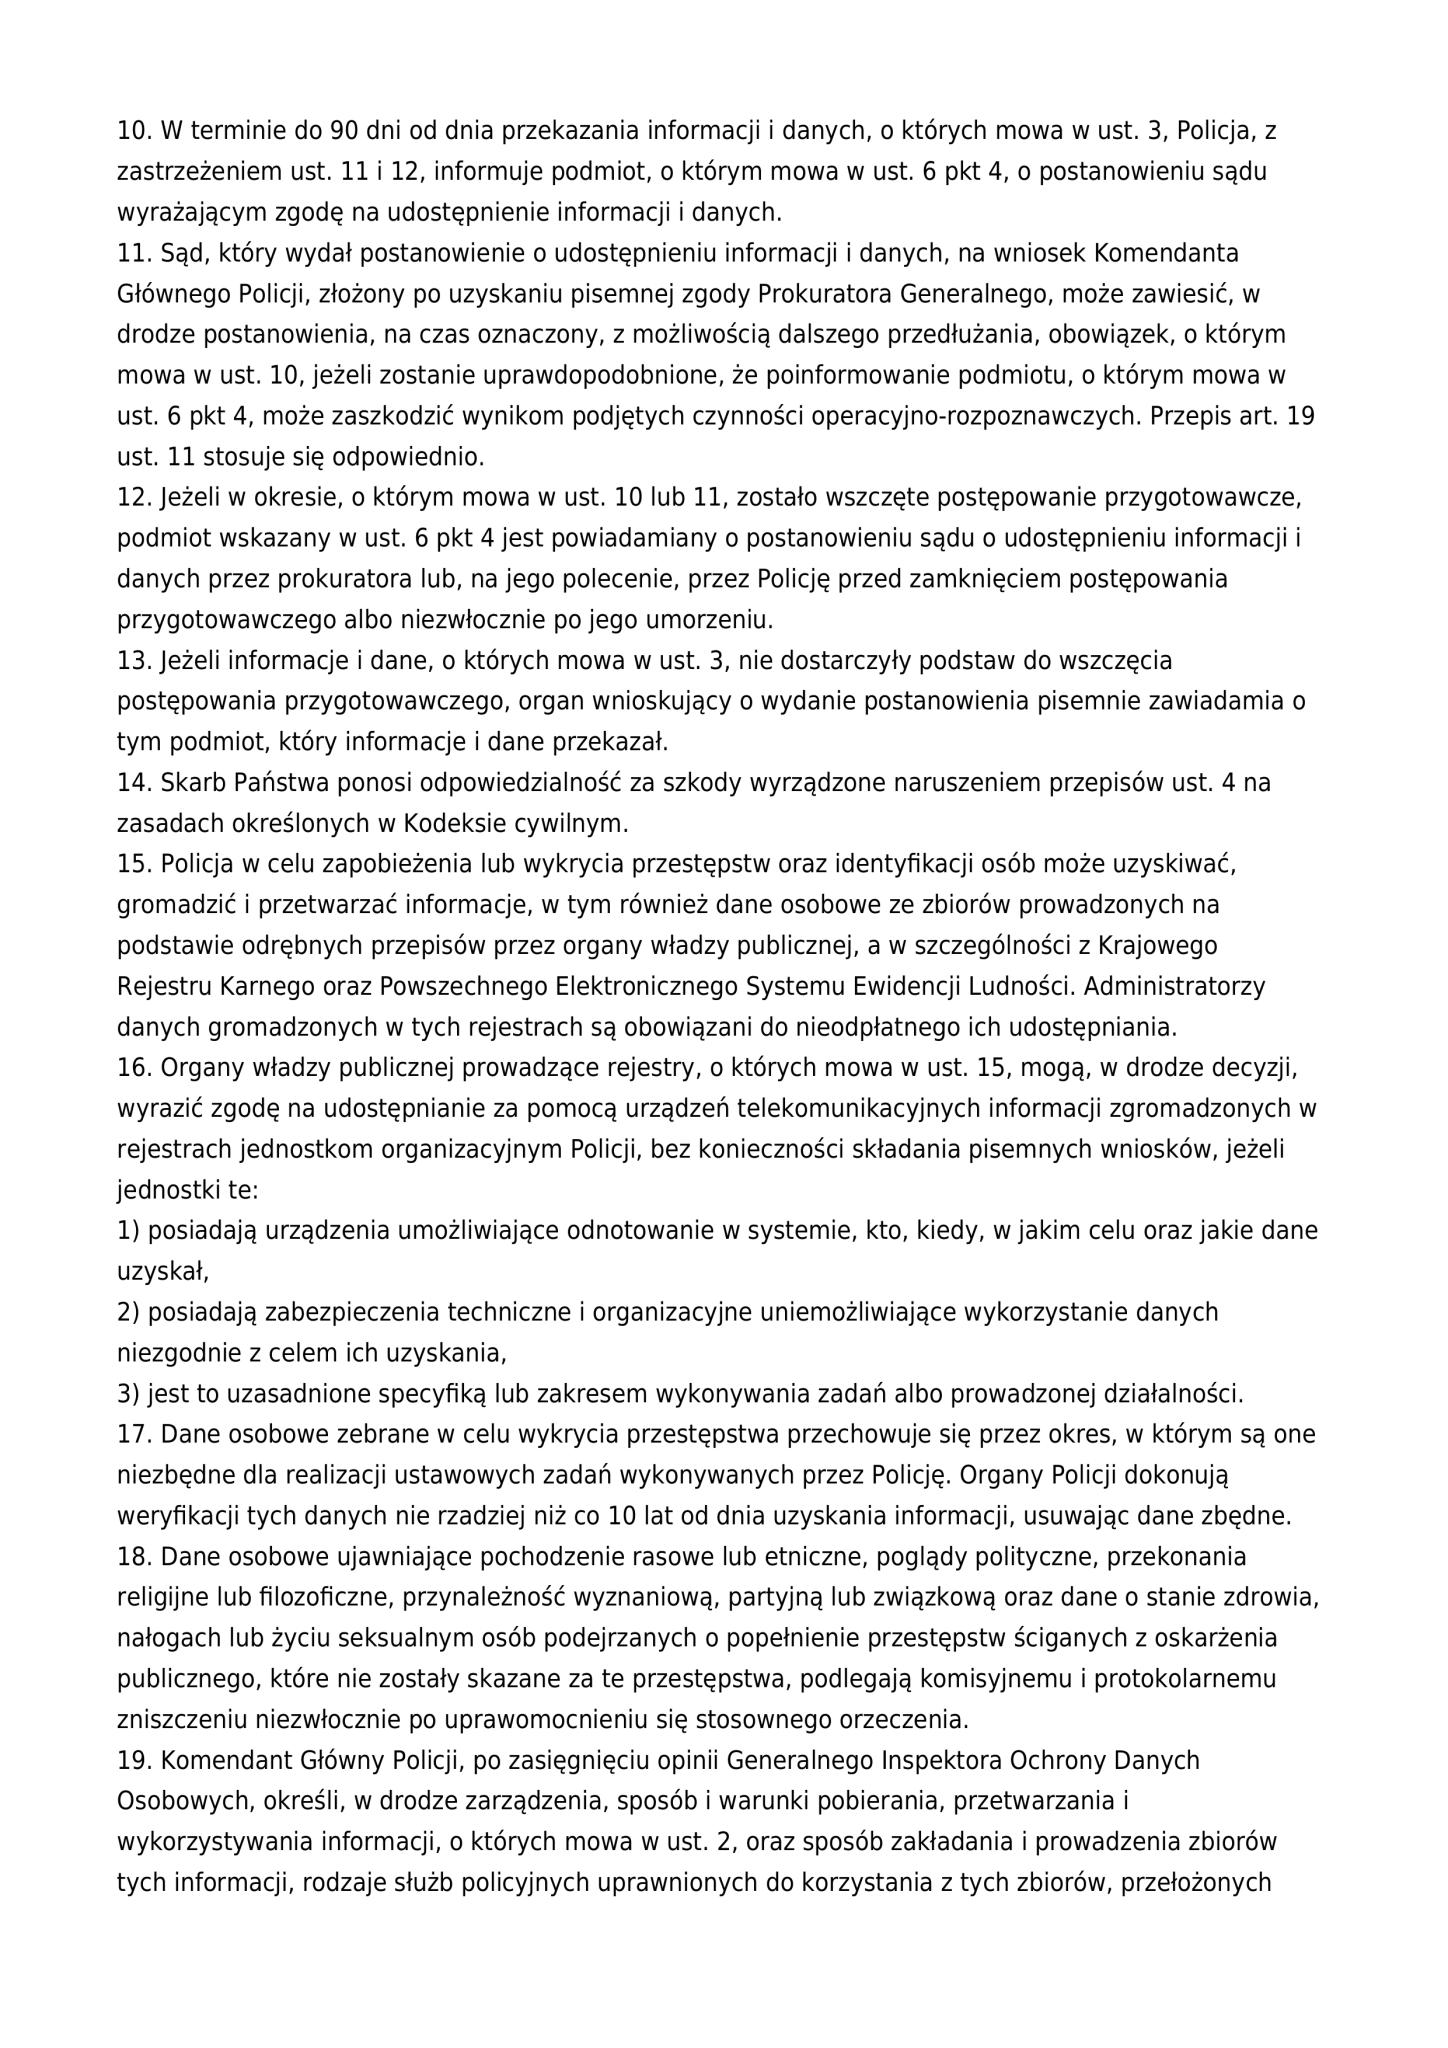 10. W terminie do 90 dni od dnia przekazania informacji i danych, o których mowa w ust. 3, Policja, z
zastrzeżeniem ust. 11 i 12, informuje podmiot, o którym mowa w ust. 6 pkt 4, o postanowieniu sądu
wyrażającym zgodę na udostępnienie informacji i danych.
11. Sąd, który wydał postanowienie o udostępnieniu informacji i danych, na wniosek Komendanta
Głównego Policji, złożony po uzyskaniu pisemnej zgody Prokuratora Generalnego, może zawiesić, w
drodze postanowienia, na czas oznaczony, z możliwością dalszego przedłużania, obowiązek, o którym
mowa w ust. 10, jeżeli zostanie uprawdopodobnione, że poinformowanie podmiotu, o którym mowa w
ust. 6 pkt 4, może zaszkodzić wynikom podjętych czynności operacyjno-rozpoznawczych. Przepis art. 19
ust. 11 stosuje się odpowiednio.
12. Jeżeli w okresie, o którym mowa w ust. 10 lub 11, zostało wszczęte postępowanie przygotowawcze,
podmiot wskazany w ust. 6 pkt 4 jest powiadamiany o postanowieniu sądu o udostępnieniu informacji i
danych przez prokuratora lub, na jego polecenie, przez Policję przed zamknięciem postępowania
przygotowawczego albo niezwłocznie po jego umorzeniu.
13. Jeżeli informacje i dane, o których mowa w ust. 3, nie dostarczyły podstaw do wszczęcia
postępowania przygotowawczego, organ wnioskujący o wydanie postanowienia pisemnie zawiadamia o
tym podmiot, który informacje i dane przekazał.
14. Skarb Państwa ponosi odpowiedzialność za szkody wyrządzone naruszeniem przepisów ust. 4 na
zasadach określonych w Kodeksie cywilnym.
15. Policja w celu zapobieżenia lub wykrycia przestępstw oraz identyfikacji osób może uzyskiwać,
gromadzić i przetwarzać informacje, w tym również dane osobowe ze zbiorów prowadzonych na
podstawie odrębnych przepisów przez organy władzy publicznej, a w szczególności z Krajowego
Rejestru Karnego oraz Powszechnego Elektronicznego Systemu Ewidencji Ludności. Administratorzy
danych gromadzonych w tych rejestrach są obowiązani do nieodpłatnego ich udostępniania.
16. Organy władzy publicznej prowadzące rejestry, o których mowa w ust. 15, mogą, w drodze decyzji,
wyrazić zgodę na udostępnianie za pomocą urządzeń telekomunikacyjnych informacji zgromadzonych w
rejestrach jednostkom organizacyjnym Policji, bez konieczności składania pisemnych wniosków, jeżeli
jednostki te:
1) posiadają urządzenia umożliwiające odnotowanie w systemie, kto, kiedy, w jakim celu oraz jakie dane
uzyskał,
2) posiadają zabezpieczenia techniczne i organizacyjne uniemożliwiające wykorzystanie danych
niezgodnie z celem ich uzyskania,
3) jest to uzasadnione specyfiką lub zakresem wykonywania zadań albo prowadzonej działalności.
17. Dane osobowe zebrane w celu wykrycia przestępstwa przechowuje się przez okres, w którym są one
niezbędne dla realizacji ustawowych zadań wykonywanych przez Policję. Organy Policji dokonują
weryfikacji tych danych nie rzadziej niż co 10 lat od dnia uzyskania informacji, usuwając dane zbędne.
18. Dane osobowe ujawniające pochodzenie rasowe lub etniczne, poglądy polityczne, przekonania
religijne lub filozoficzne, przynależność wyznaniową, partyjną lub związkową oraz dane o stanie zdrowia,
nałogach lub życiu seksualnym osób podejrzanych o popełnienie przestępstw ściganych z oskarżenia
publicznego, które nie zostały skazane za te przestępstwa, podlegają komisyjnemu i protokolarnemu
zniszczeniu niezwłocznie po uprawomocnieniu się stosownego orzeczenia.
19. Komendant Główny Policji, po zasięgnięciu opinii Generalnego Inspektora Ochrony Danych
Osobowych, określi, w drodze zarządzenia, sposób i warunki pobierania, przetwarzania i
wykorzystywania informacji, o których mowa w ust. 2, oraz sposób zakładania i prowadzenia zbiorów
tych informacji, rodzaje służb policyjnych uprawnionych do korzystania z tych zbiorów, przełożonych